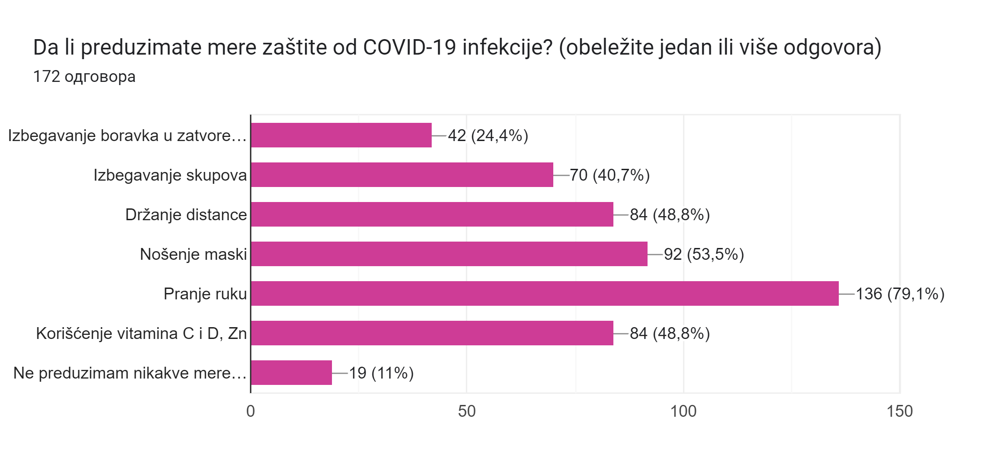 Da li preduzimate mere zaštite od COVID-19 infekcije? (obeležite jedan ili više odgovora)
172 одговора
Izbegavanje boravka u zatvore…
42 (24,4%)
Izbegavanje skupova
70 (40,7%)
Držanje distance
84 (48,8%)
Nošenje maski
92 (53,5%)
Pranje ruku
136 (79,1%)
Korišćenje vitamina C i D, Zn
84 (48,8%)
Ne preduzimam nikakve mere…
19 (11%)
0 50 100 150